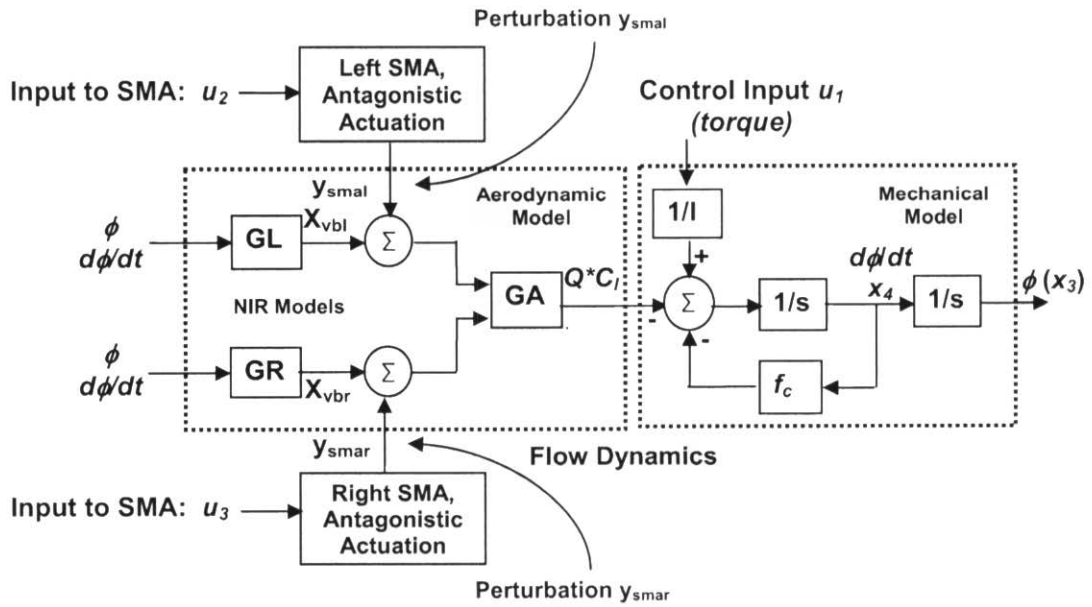 Perturbation ysmal
Input to SMA: u2
Left SMA,
Antagonistic
Actuation
Control Input u1
(torque)
ysmal
Aerodynamic
Model
1/I
Mechanical
Model
ϕ
dϕ/dt
GL
Xvbl
Σ
+
NIR Models
GA
Q*Cl
-
Σ
-
1/s
dϕ/dt
x4
1/s
ϕ (x3)
ϕ
dϕ/dt
GR
Xvbr
Σ
fc
ysmar
Flow Dynamics
Input to SMA: u3
Right SMA,
Antagonistic
Actuation
Perturbation ysmar